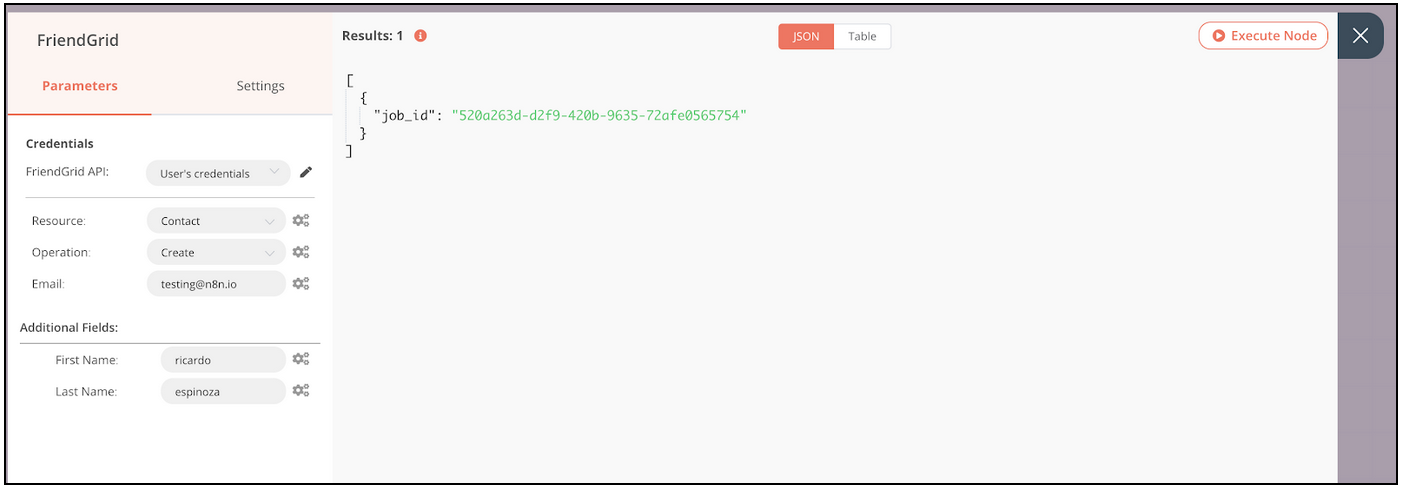 FriendGrid
Parameters Settings
Credentials
FriendGrid API: User's credentials
Resource: Contact
Operation: Create
Email: testing@n8n.io
Additional Fields:
First Name: ricardo
Last Name: espinoza
Results: 1
JSON Table
Execute Node
[
{
"job_id": "520a263d-d2f9-420b-9635-72afe0565754"
}
]